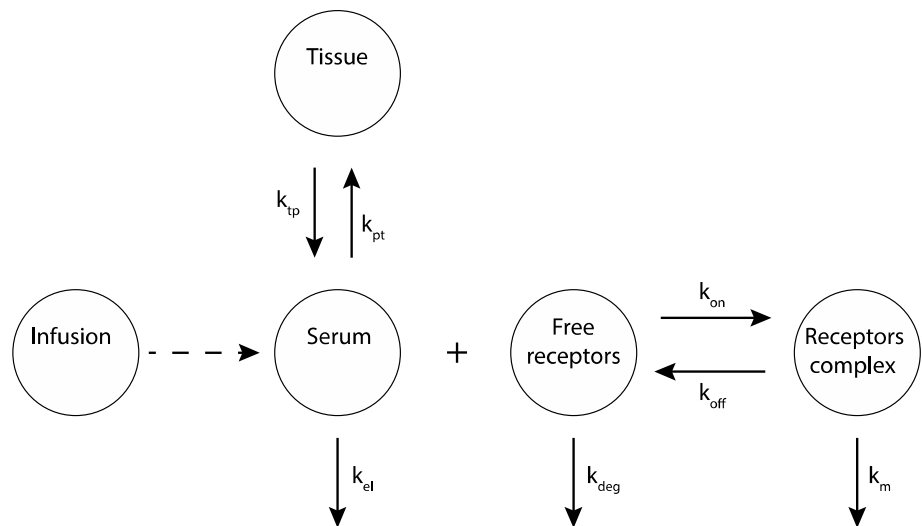 Tissue
k_tp
k_pt
Infusion
Serum
+
Free
receptors
k_on
k_off
Receptors
complex
k_el
k_deg
k_m